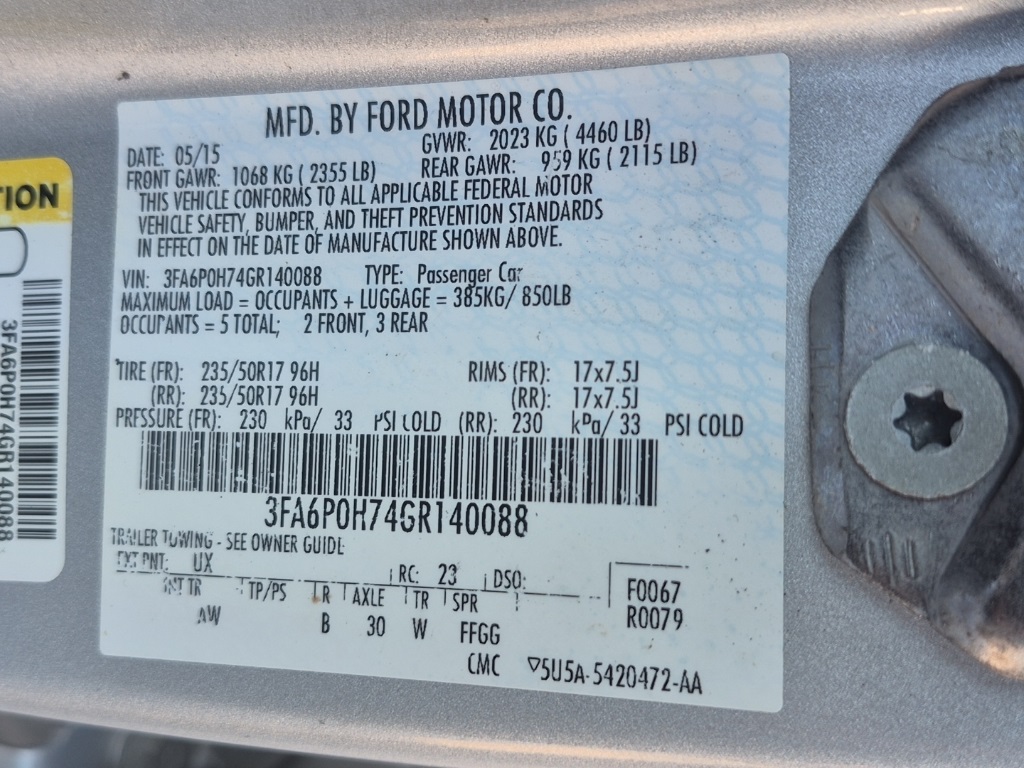 MFD. BY FORD MOTOR CO.
DATE: 05/15 GVWR: 2023 KG ( 4460 LB)
FRONT GAWR: 1068 KG ( 2355 LB) REAR GAWR: 959 KG ( 2115 LB)
THIS VEHICLE CONFORMS TO ALL APPLICABLE FEDERAL MOTOR
VEHICLE SAFETY, BUMPER, AND THEFT PREVENTION STANDARDS
IN EFFECT ON THE DATE OF MANUFACTURE SHOWN ABOVE.
VIN: 3FA6P0H74GR140088 TYPE: Passenger Car
MAXIMUM LOAD = OCCUPANTS + LUGGAGE = 385KG/ 850LB
OCCUPANTS = 5 TOTAL; 2 FRONT, 3 REAR
TIRE (FR): 235/50R17 96H RIMS (FR): 17x7.5J
(RR): 235/50R17 96H (RR): 17x7.5J
PRESSURE (FR): 230 kPa/ 33 PSI COLD (RR): 230 kPa/ 33 PSI COLD
3FA6P0H74GR140088
TRAILER TOWING - SEE OWNER GUIDE
EXT PNT: UX RC: 23 DSO: F0067
INT TR TP/PS R AXLE TR SPR R0079
AW B 30 W FFGG
CMC ▽5U5A-5420472-AA
TION
3FA6P0H74GR140088